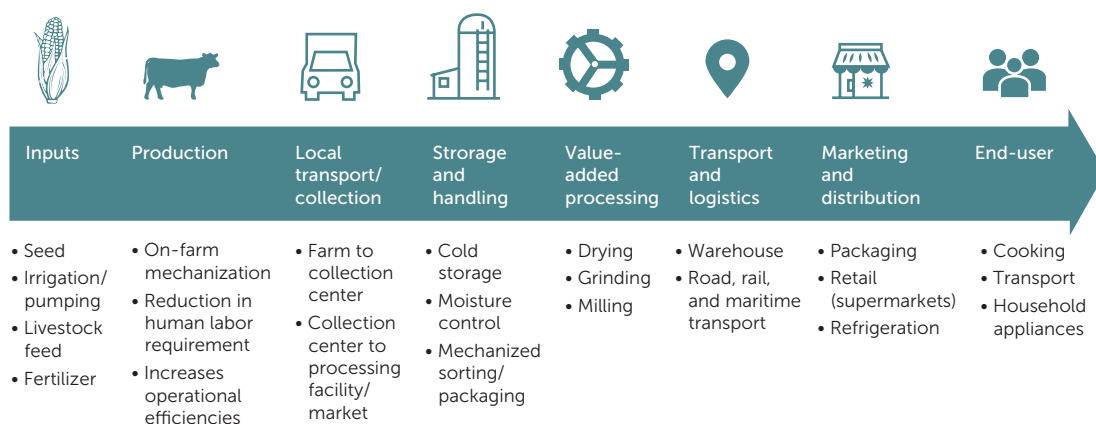 Inputs
Production
Local
transport/
collection
Strorage
and
handling
Value-
added
processing
Transport
and
logistics
Marketing
and
distribution
End-user
• Seed
• Irrigation/
pumping
• Livestock
feed
• Fertilizer
• On-farm
mechanization
• Reduction in
human labor
requirement
• Increases
operational
efficiencies
• Farm to
collection
center
• Collection
center to
processing
facility/
market
• Cold
storage
• Moisture
control
• Mechanized
sorting/
packaging
• Drying
• Grinding
• Milling
• Warehouse
• Road, rail,
and maritime
transport
• Packaging
• Retail
(supermarkets)
• Refrigeration
• Cooking
• Transport
• Household
appliances